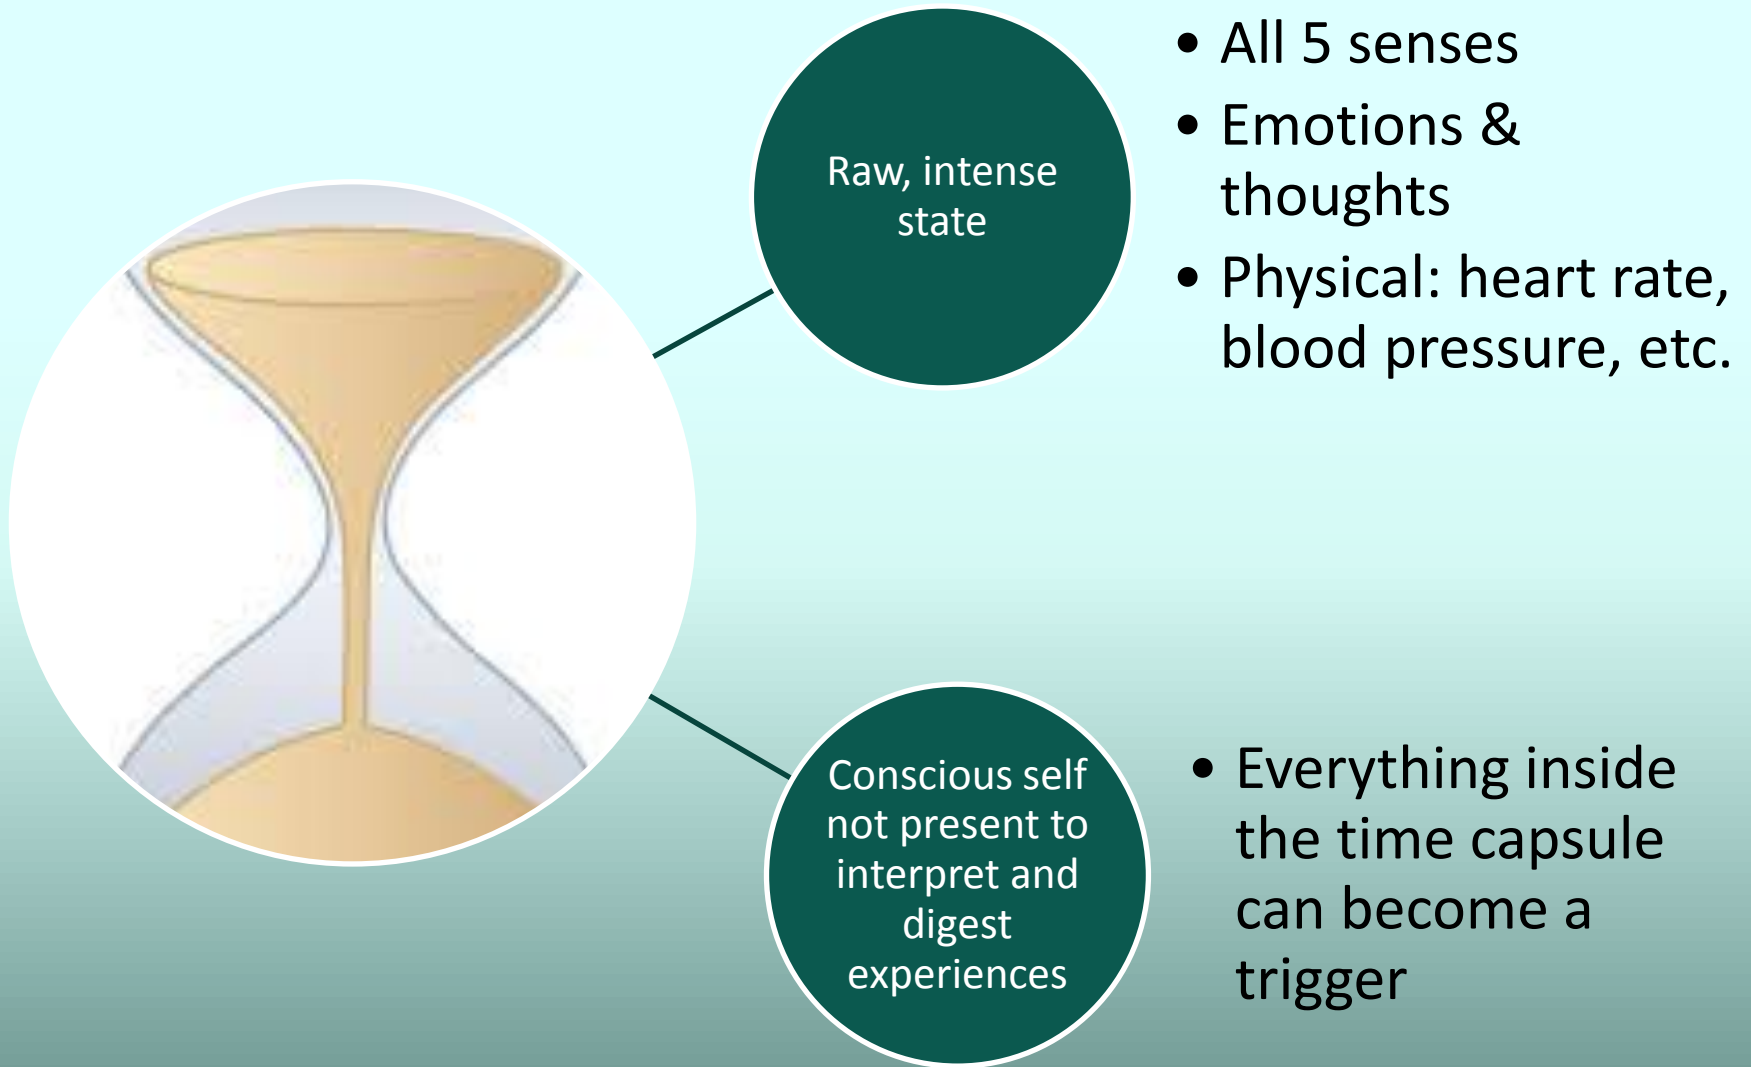 Raw, intense
state
• All 5 senses
• Emotions &
thoughts
• Physical: heart rate,
blood pressure, etc.
Conscious self
not present to
interpret and
digest
experiences
• Everything inside
the time capsule
can become a
trigger